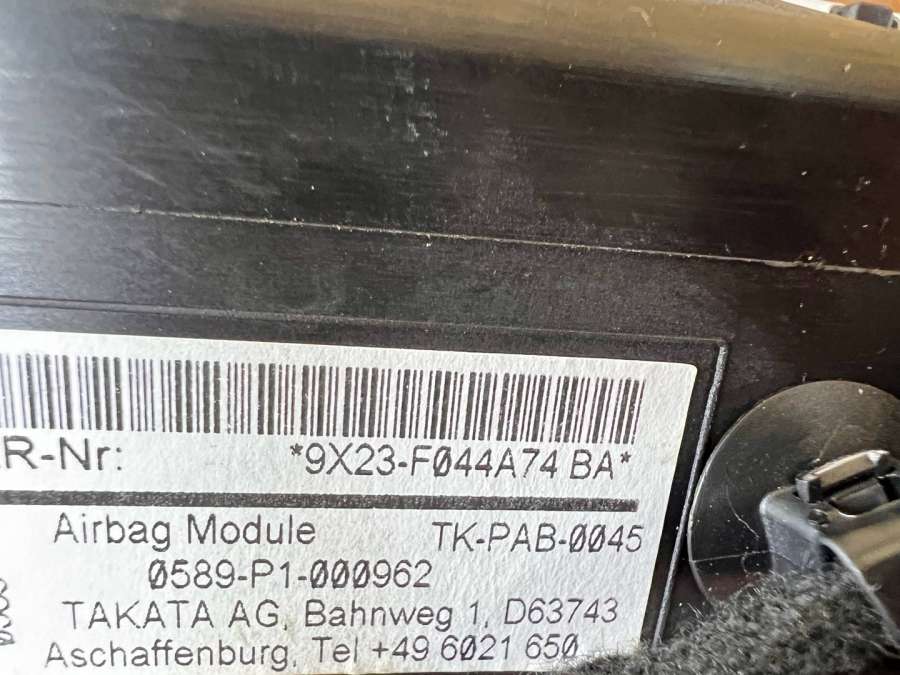 R-Nr: *9X23-F044A74 BA*
Airbag Module TK-PAB-0045
0589-P1-000962
TAKATA AG, Bahnweg 1, D63743
Aschaffenburg, Tel +49 6021 650